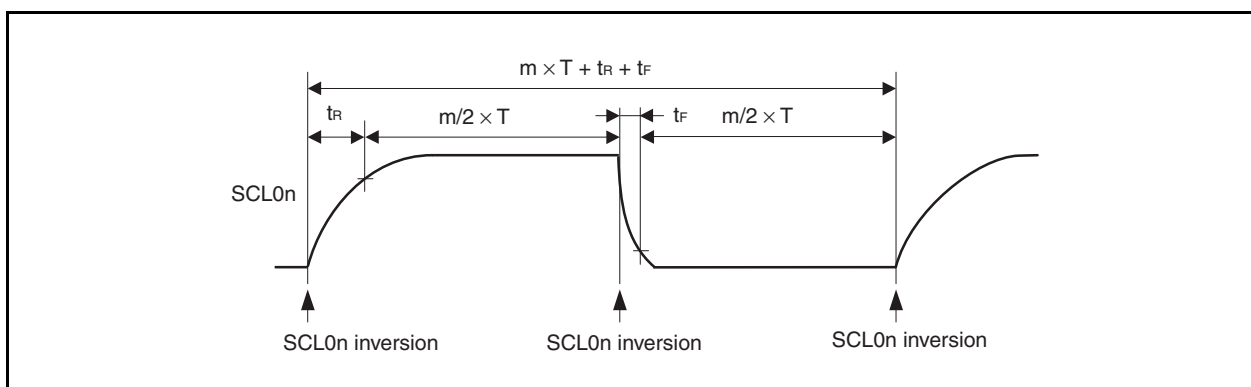 m × T + tR + tF
tR
m/2 × T
tF
m/2 × T
SCL0n
SCL0n inversion
SCL0n inversion
SCL0n inversion